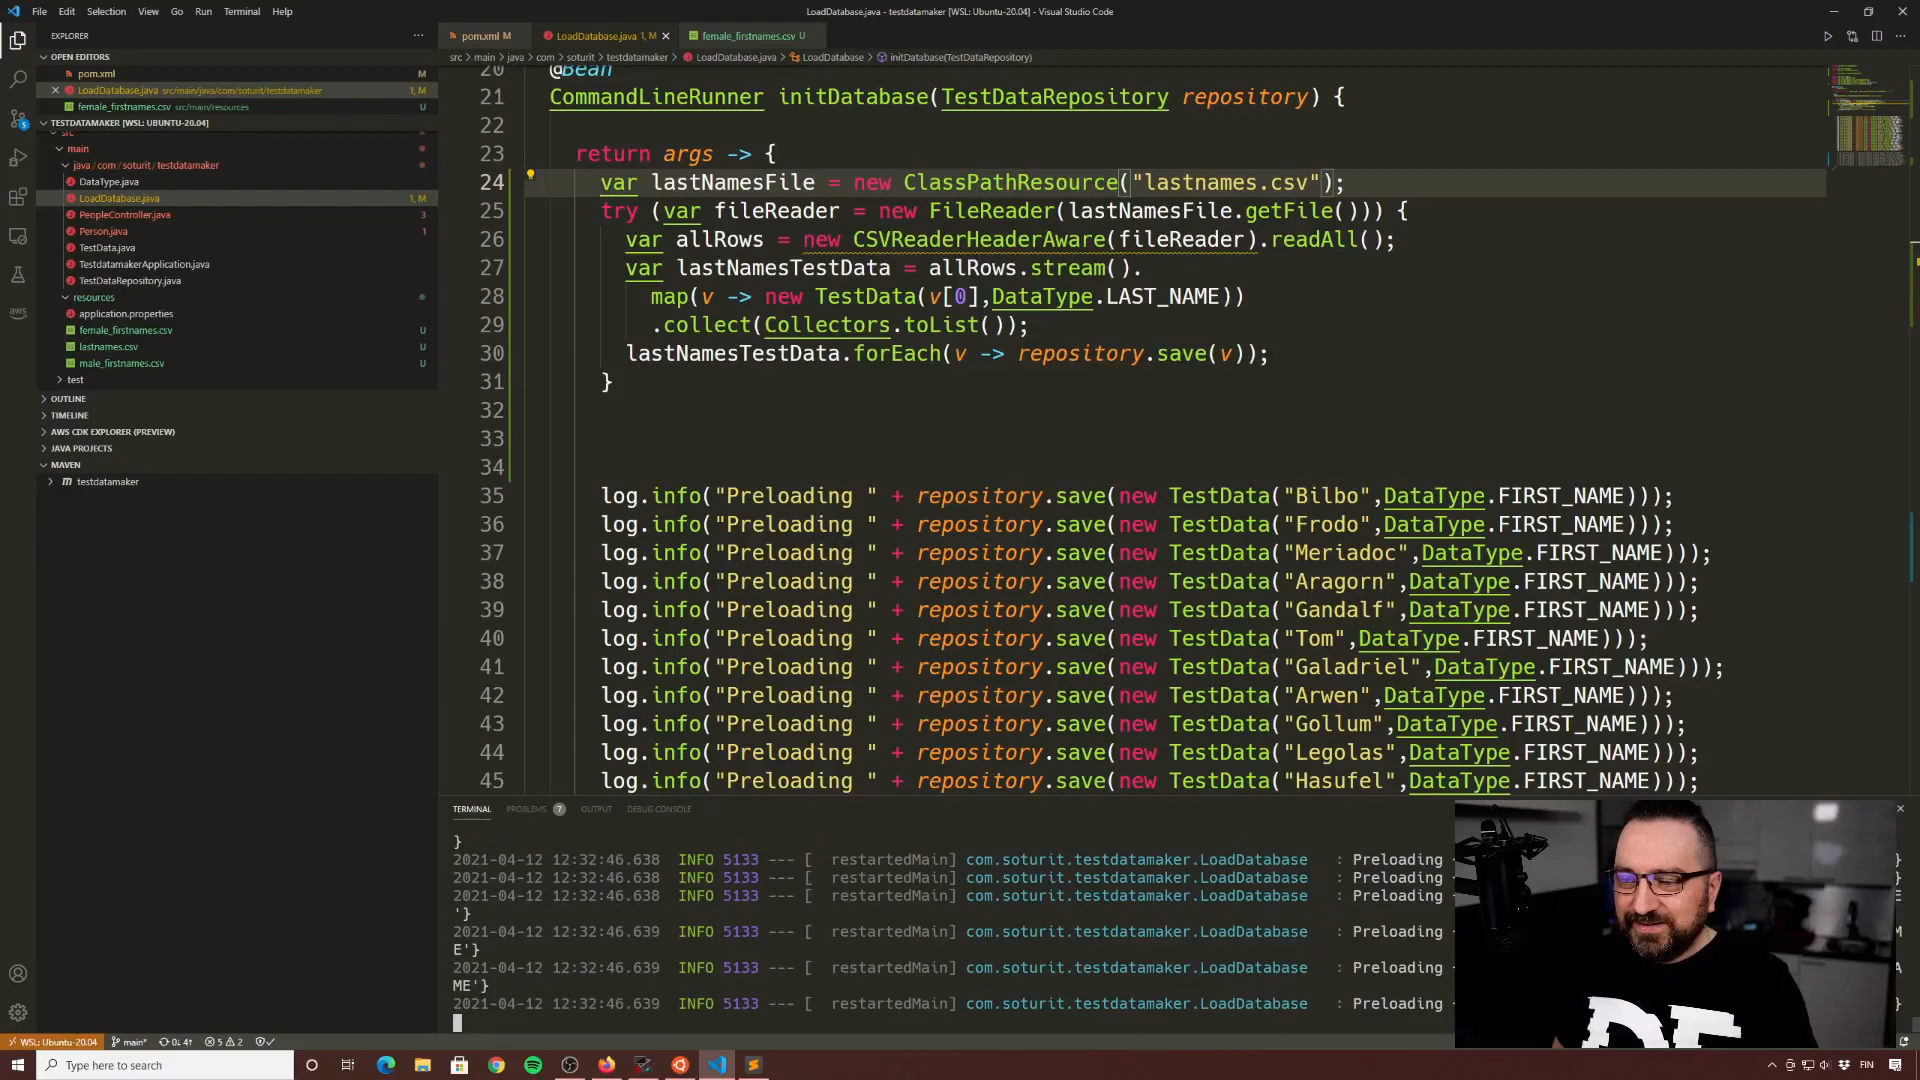 File Edit Selection View Go Run Terminal Help
LoadDatabase.java - testdatamaker [WSL: Ubuntu-20.04] - Visual Studio Code
EXPLORER
OPEN EDITORS
pom.xml M
LoadDatabase.java src/main/java/com/soturit/testdatamaker 1, M
female_firstnames.csv src/main/resources U
TESTDATAMAKER [WSL: UBUNTU-20.04]
src
main
java / com / soturit / testdatamaker
DataType.java
LoadDatabase.java 1, M
PeopleController.java 3
Person.java 1
TestData.java
TestdatamakerApplication.java
TestDataRepository.java
resources
application.properties
female_firstnames.csv U
lastnames.csv U
male_firstnames.csv U
test
OUTLINE
TIMELINE
AWS CDK EXPLORER (PREVIEW)
JAVA PROJECTS
MAVEN
testdatamaker
aws
pom.xml M
LoadDatabase.java 1, M
female_firstnames.csv U
src > main > java > com > soturit > testdatamaker > LoadDatabase.java > LoadDatabase > initDatabase(TestDataRepository)
20 @Bean
21 CommandLineRunner initDatabase(TestDataRepository repository) {
22
23 return args -> {
24 var lastNamesFile = new ClassPathResource("lastnames.csv");
25 try (var fileReader = new FileReader(lastNamesFile.getFile())) {
26 var allRows = new CSVReaderHeaderAware(fileReader).readAll();
27 var lastNamesTestData = allRows.stream().
28 map(v -> new TestData(v[0],DataType.LAST_NAME))
29 .collect(Collectors.toList());
30 lastNamesTestData.forEach(v -> repository.save(v));
31 }
32
33
34
35 log.info("Preloading " + repository.save(new TestData("Bilbo",DataType.FIRST_NAME)));
36 log.info("Preloading " + repository.save(new TestData("Frodo",DataType.FIRST_NAME)));
37 log.info("Preloading " + repository.save(new TestData("Meriadoc",DataType.FIRST_NAME)));
38 log.info("Preloading " + repository.save(new TestData("Aragorn",DataType.FIRST_NAME)));
39 log.info("Preloading " + repository.save(new TestData("Gandalf",DataType.FIRST_NAME)));
40 log.info("Preloading " + repository.save(new TestData("Tom",DataType.FIRST_NAME)));
41 log.info("Preloading " + repository.save(new TestData("Galadriel",DataType.FIRST_NAME)));
42 log.info("Preloading " + repository.save(new TestData("Arwen",DataType.FIRST_NAME)));
43 log.info("Preloading " + repository.save(new TestData("Gollum",DataType.FIRST_NAME)));
44 log.info("Preloading " + repository.save(new TestData("Legolas",DataType.FIRST_NAME)));
45 log.info("Preloading " + repository.save(new TestData("Hasufel",DataType.FIRST_NAME)));
TERMINAL PROBLEMS 7 OUTPUT DEBUG CONSOLE
}
2021-04-12 12:32:46.638 INFO 5133 --- [ restartedMain] com.soturit.testdatamaker.LoadDatabase : Preloading
2021-04-12 12:32:46.638 INFO 5133 --- [ restartedMain] com.soturit.testdatamaker.LoadDatabase : Preloading
2021-04-12 12:32:46.638 INFO 5133 --- [ restartedMain] com.soturit.testdatamaker.LoadDatabase : Preloading
'}
2021-04-12 12:32:46.639 INFO 5133 --- [ restartedMain] com.soturit.testdatamaker.LoadDatabase : Preloading
E'}
2021-04-12 12:32:46.639 INFO 5133 --- [ restartedMain] com.soturit.testdatamaker.LoadDatabase : Preloading
ME'}
2021-04-12 12:32:46.639 INFO 5133 --- [ restartedMain] com.soturit.testdatamaker.LoadDatabase : Preloading
WSL: Ubuntu-20.04 main* 0↓ 4↑ 5 2
Type here to search
FIN